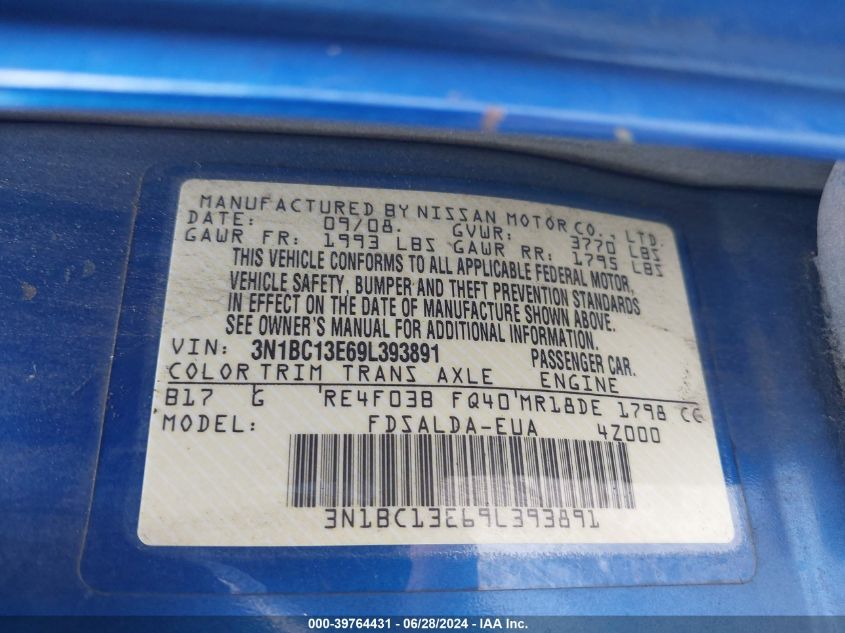 MANUFACTURED BY NISSAN MOTOR CO., LTD.
DATE: 09/08. GVWR: 3770 LBS
GAWR FR: 1993 LBS GAWR RR: 1795 LBS
THIS VEHICLE CONFORMS TO ALL APPLICABLE FEDERAL MOTOR
VEHICLE SAFETY, BUMPER AND THEFT PREVENTION STANDARDS
IN EFFECT ON THE DATE OF MANUFACTURE SHOWN ABOVE.
SEE OWNER'S MANUAL FOR ADDITIONAL INFORMATION.
VIN: 3N1BC13E69L393891 PASSENGER CAR.
COLOR TRIM TRANS AXLE ENGINE
B17 G RE4F03B FQ40 MR18DE 1798 CC
MODEL: FDSALDA-EUA 4Z000
3N1BC13E69L393891
000-39764431 - 06/28/2024 - IAA Inc.